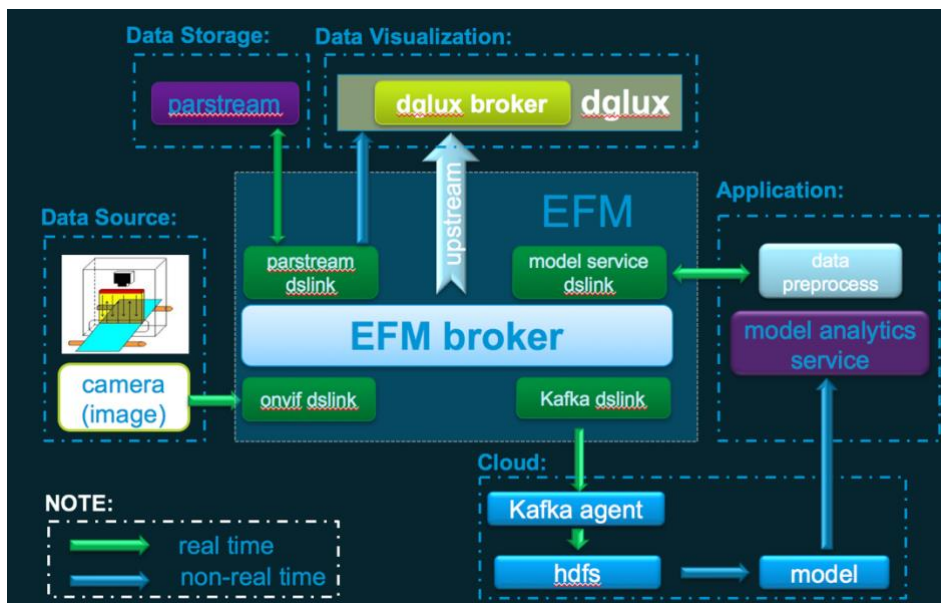 Data Storage:
Data Visualization:
parstream
dglux broker
dglux
upstream
EFM
Application:
Data Source:
parstream
dslink
model service
dslink
data
preprocess
EFM broker
model analytics
service
camera
(image)
onvif dslink
Kafka dslink
Cloud:
NOTE:
Kafka agent
real time
non-real time
hdfs
model